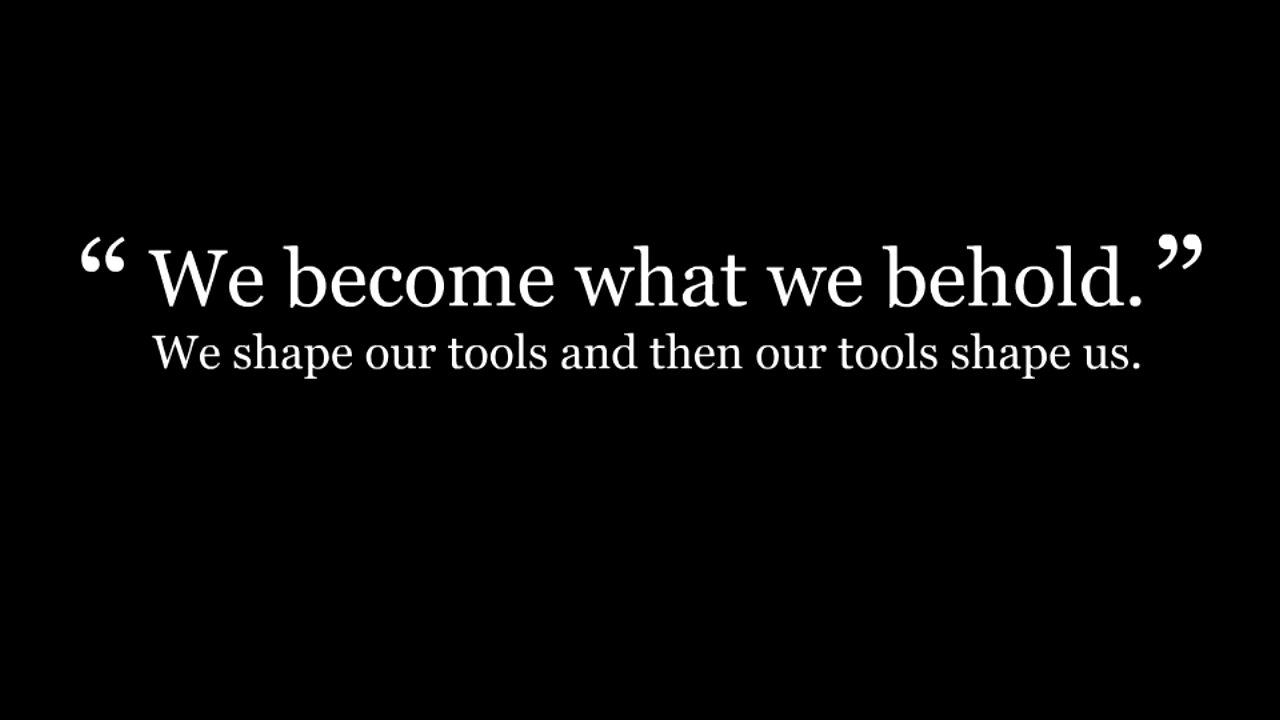 “ We become what we behold. ”
We shape our tools and then our tools shape us.